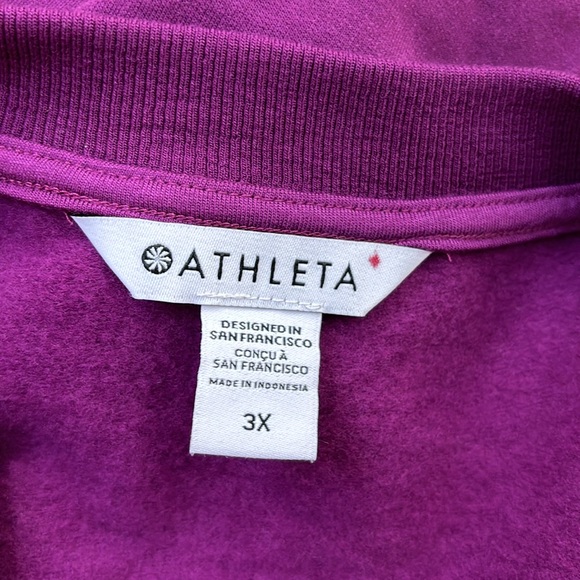 ATHLETA
DESIGNED IN
SAN FRANCISCO
CONÇU À
SAN FRANCISCO
MADE IN INDONESIA
3X